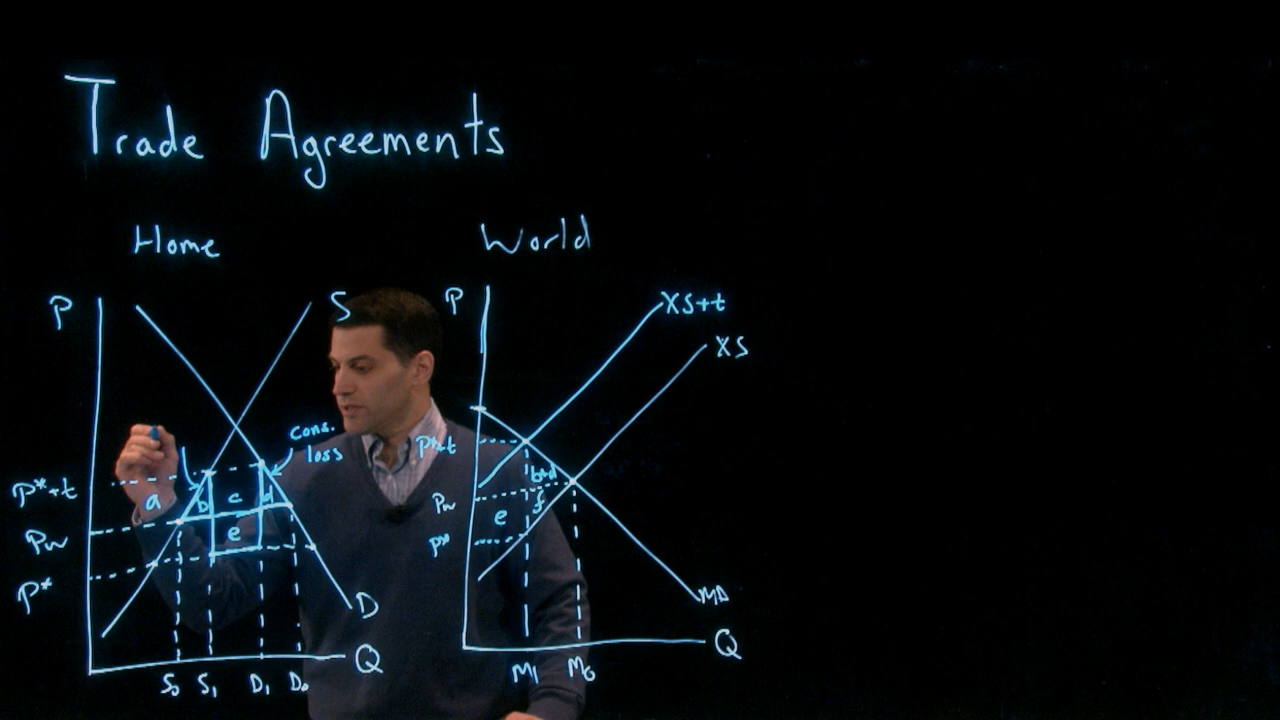 Trade Agreements
Home
World
P
S
cons.
loss
P*+t
Pw
P*
a
b
c
d
e
D
Q
S₀
S₁
D₁
D₀
P
XS+t
XS
P*+t
Pw
P*
b+d
e
f
MD
Q
M₁
M₀